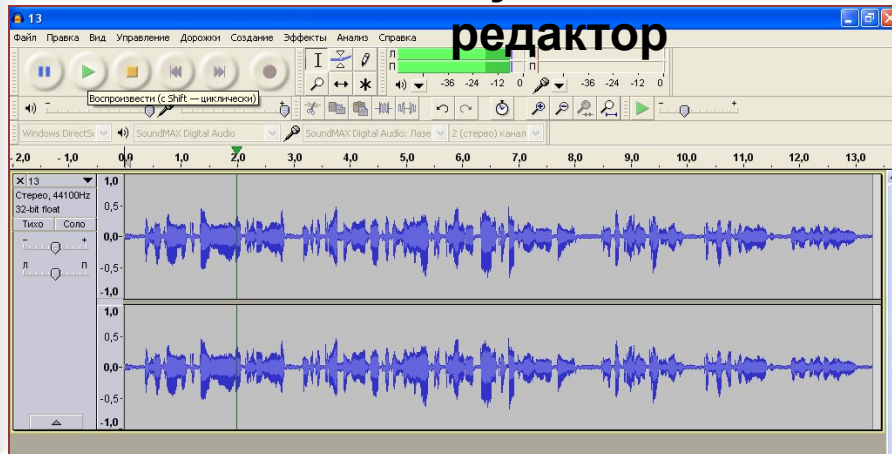 редактор
13
Файл Правка Вид Управление Дорожки Создание Эффекты Анализ Справка
Л П
-36 -24 -12 0
Л П
-36 -24 -12 0
Воспроизвести (с Shift — циклически)
Windows DirectSo SoundMAX Digital Audio SoundMAX Digital Audio: Лазе 2 (стерео) канал
- 2,0 - 1,0 0,0 1,0 2,0 3,0 4,0 5,0 6,0 7,0 8,0 9,0 10,0 11,0 12,0 13,0
13
Стерео, 44100Hz
32-bit float
Тихо Соло
- +
Л П
1,0
0,5-
0,0-
-0,5-
-1,0
1,0
0,5-
0,0-
-0,5-
-1,0